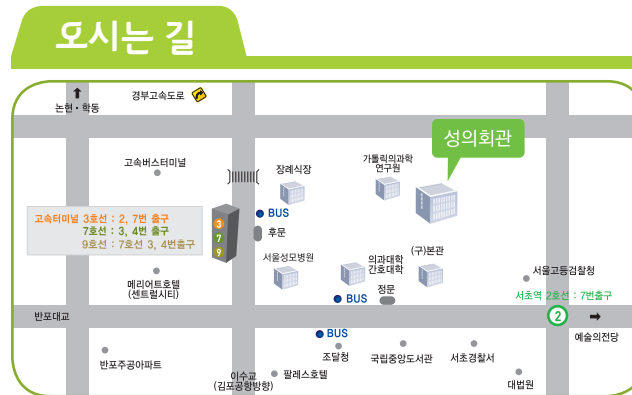 오시는 길
논현·학동
경부고속도로
고속버스터미널
장례식장
가톨릭의과학
연구원
성의회관
고속터미널 3호선 : 2, 7번 출구
7호선 : 3, 4번 출구
9호선 : 7호선 3, 4번출구
3
7
9
BUS
후문
서울성모병원
의과대학
간호대학
(구)본관
서울고등검찰청
메리어트호텔
(센트럴시티)
정문
BUS
서초역 2호선 : 7번출구
2
반포대교
예술의전당
BUS
조달청
국립중앙도서관
서초경찰서
반포주공아파트
이수교
(김포공항방향)
팔레스호텔
대법원